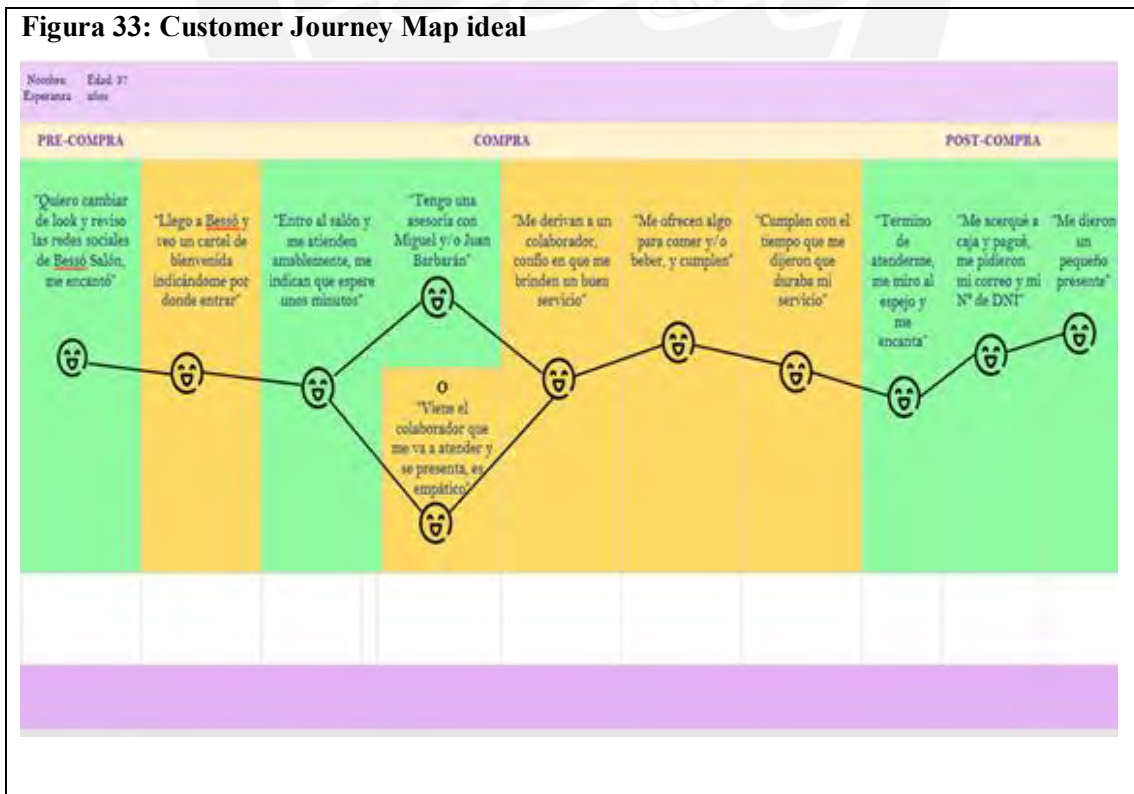 Figura 33: Customer Journey Map ideal
Nombre Edad 37
Esperanza años
PRE-COMPRA
COMPRA
POST-COMPRA
"Quiero cambiar
de look y reviso
las redes sociales
de Bessó Salón,
me encantó"
"Llego a Bessó y
veo un cartel de
bienvenida
indicándome por
donde entrar"
"Entro al salón y
me atienden
amablemente, me
indican que espere
unos minutos"
"Tengo una
asesoría con
Miguel y/o Juan
Barbarán"
O
"Viene el
colaborador que
me va a atender y
se presenta, es
empático"
"Me derivan a un
colaborador,
confío en que me
brinden un buen
servicio"
"Me ofrecen algo
para comer y/o
beber, y cumplen"
"Cumplen con el
tiempo que me
dijeron que
duraba mi
servicio"
"Termino
de
atenderme,
me miro al
espejo y
me
encanta"
"Me acerqué a
caja y pagué,
me pidieron
mi correo y mi
N° de DNI"
"Me dieron
un
pequeño
presente"